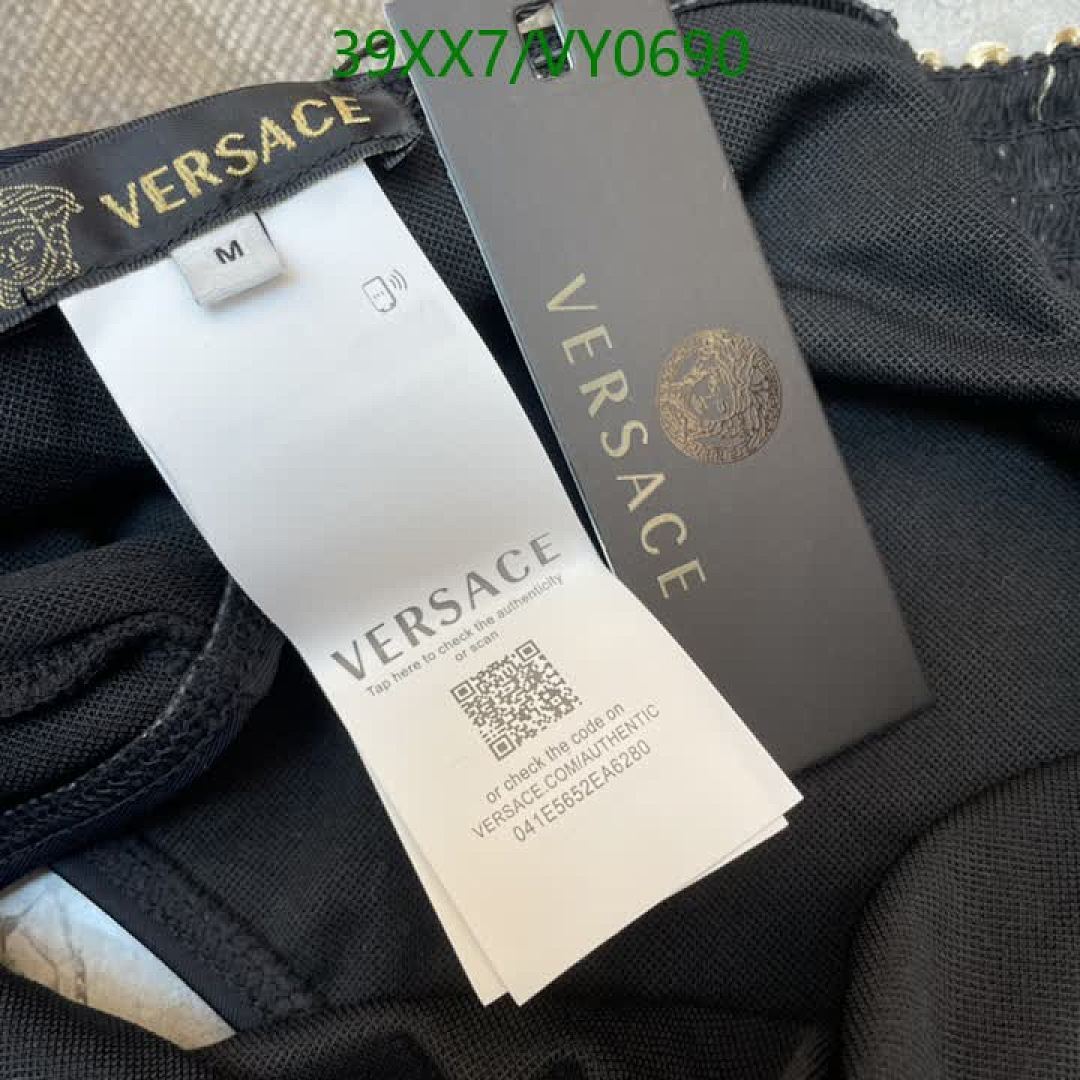 39XX7/VY0690
VERSACE
M
VERSACE
VERSACE
Tap here to check the authenticity
or scan
or check the code on
VERSACE.COM/AUTHENTIC
041E5652EA6280